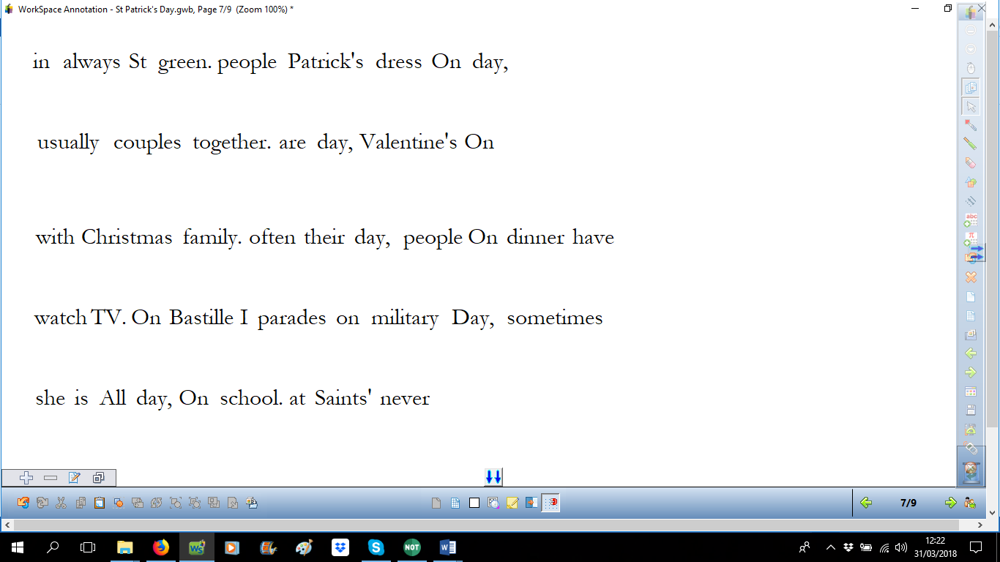 WorkSpace Annotation - St Patrick's Day.gwb, Page 7/9 (Zoom 100%) *
in always St green. people Patrick's dress On day,
usually couples together. are day, Valentine's On
with Christmas family. often their day, people On dinner have
watch TV. On Bastille I parades on military Day, sometimes
she is All day, On school. at Saints' never
abc
π
7/9
WS
S
NOT
W
12:22
31/03/2018